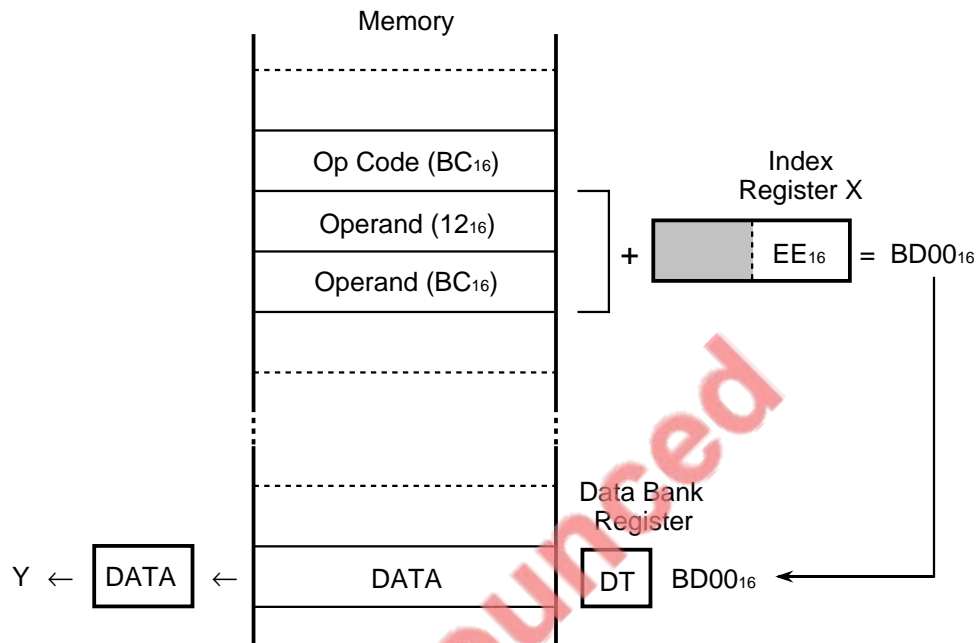 Memory
Op Code (BC₁₆)
Index
Register X
Operand (12₁₆)
+ EE₁₆ = BD00₁₆
Operand (BC₁₆)
Data Bank
Register
Y ← DATA ← DATA DT BD00₁₆
ounced